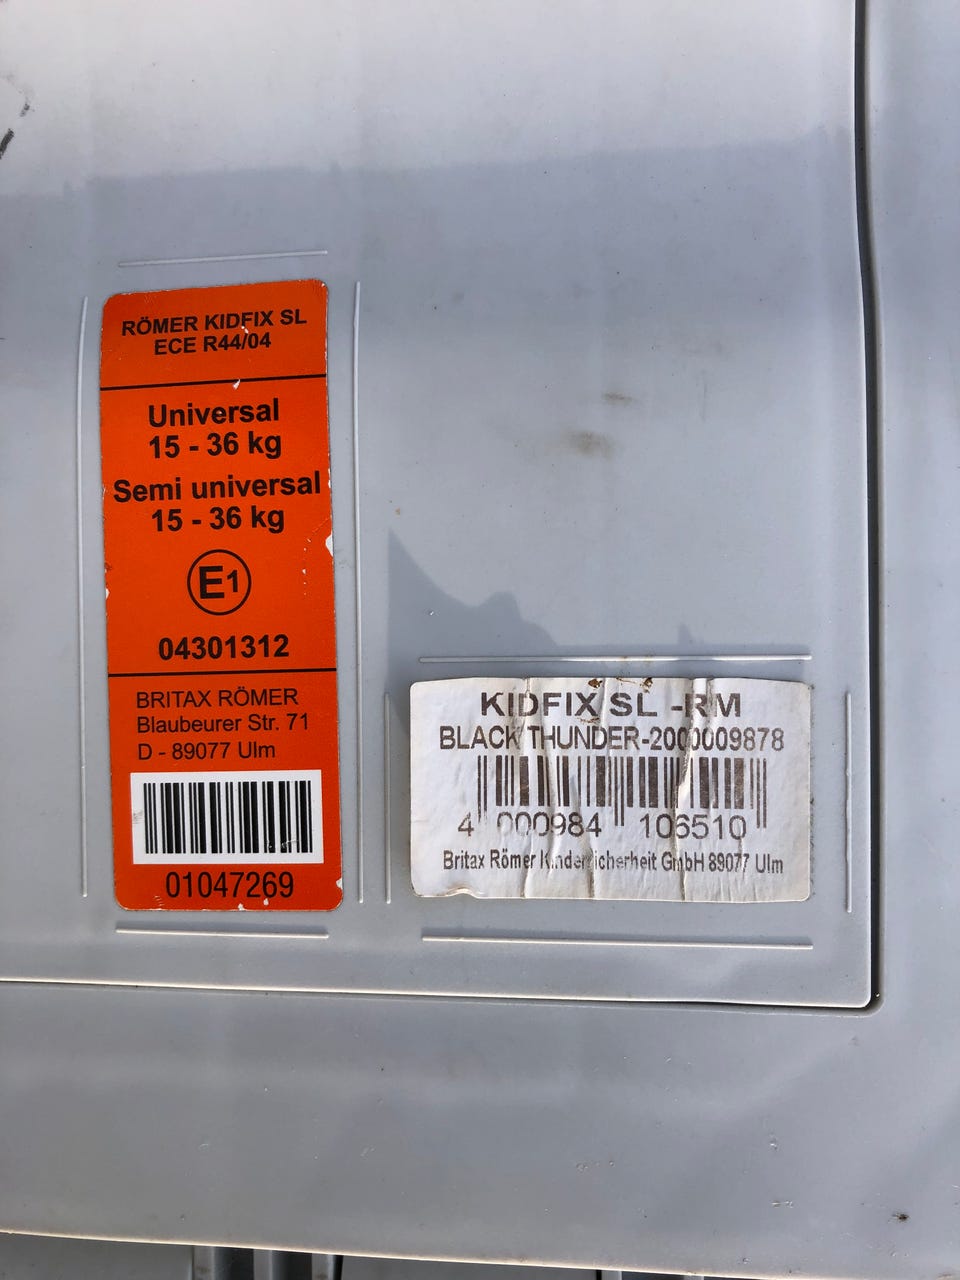 RÖMER KIDFIX SL
ECE R44/04
Universal
15 - 36 kg
Semi universal
15 - 36 kg
E1
04301312
BRITAX RÖMER
Blaubeurer Str. 71
D - 89077 Ulm
01047269
KIDFIX SL -RM
BLACK THUNDER-2000009878
4 000984 106510
Britax Römer Kindersicherheit GmbH 89077 Ulm